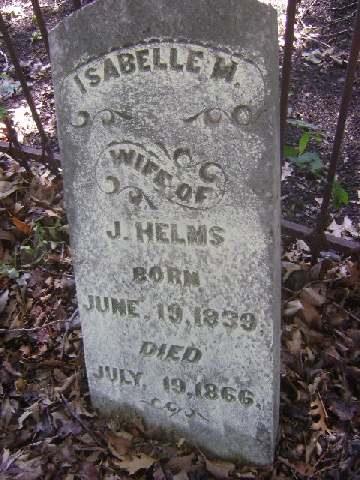 ISABELLE M.
WIFE OF
J. HELMS
BORN
JUNE. 19, 1839.
DIED
JULY. 19, 1866.